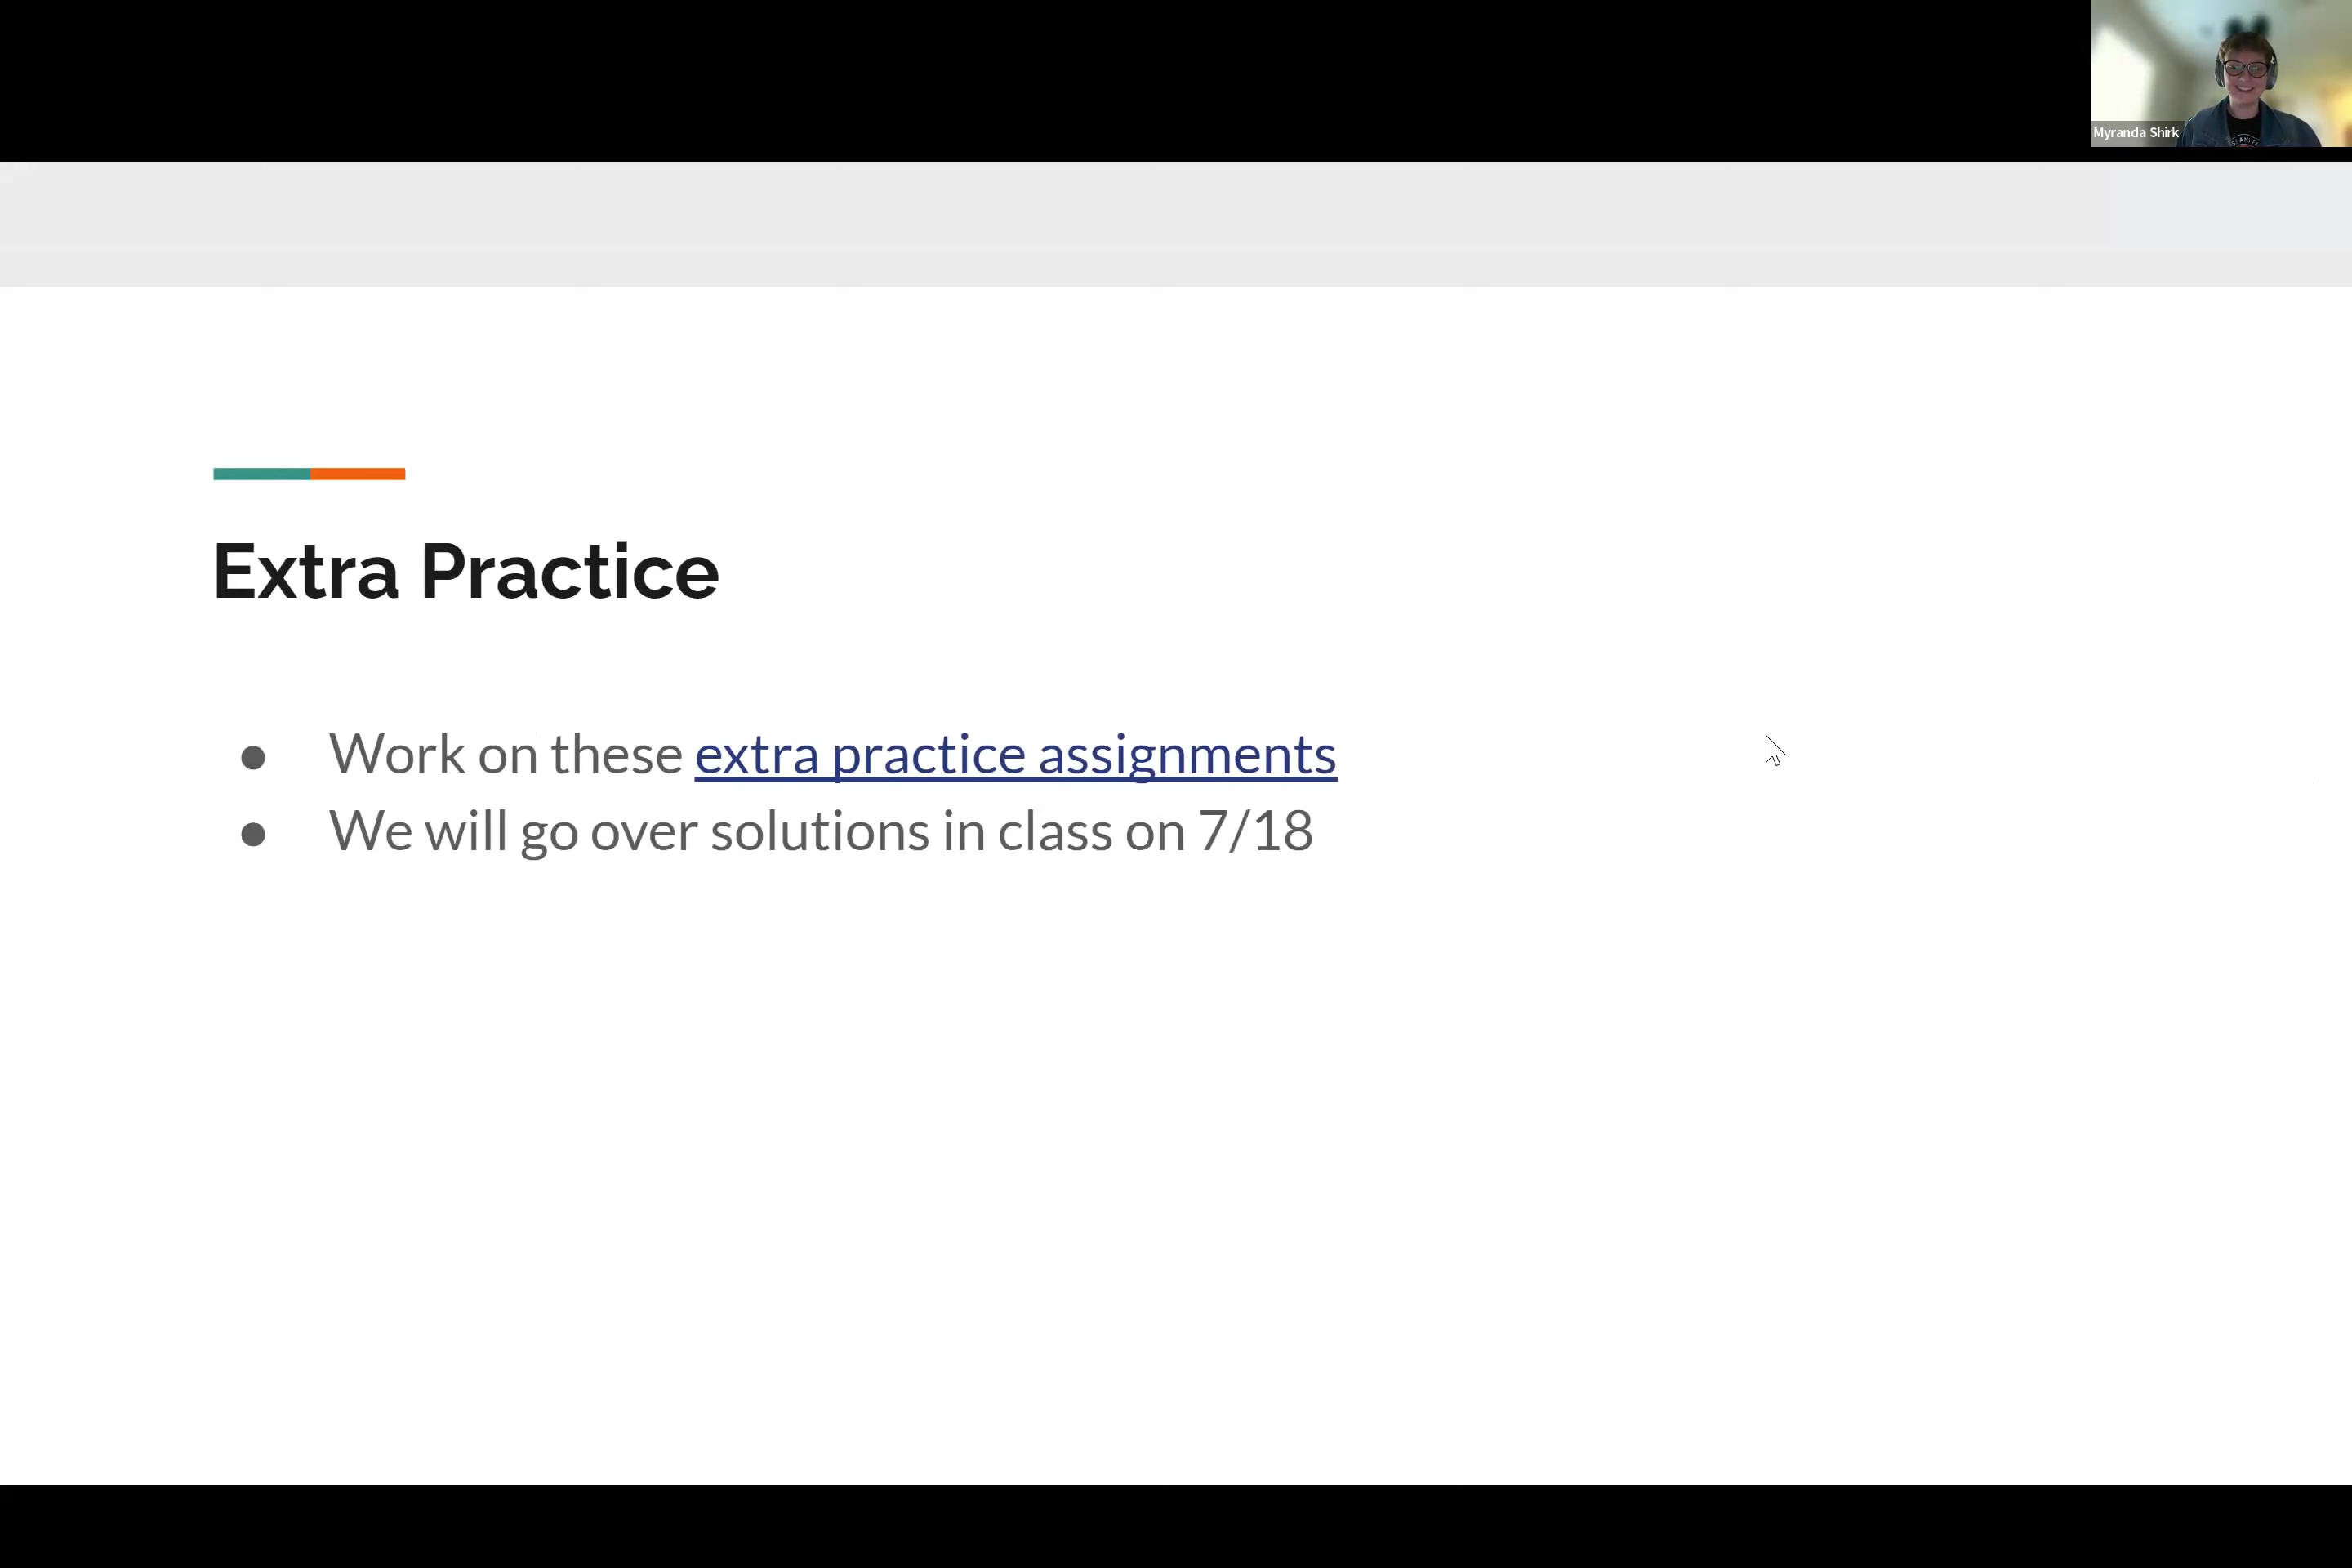 Myranda Shirk
Extra Practice
● Work on these extra practice assignments
● We will go over solutions in class on 7/18